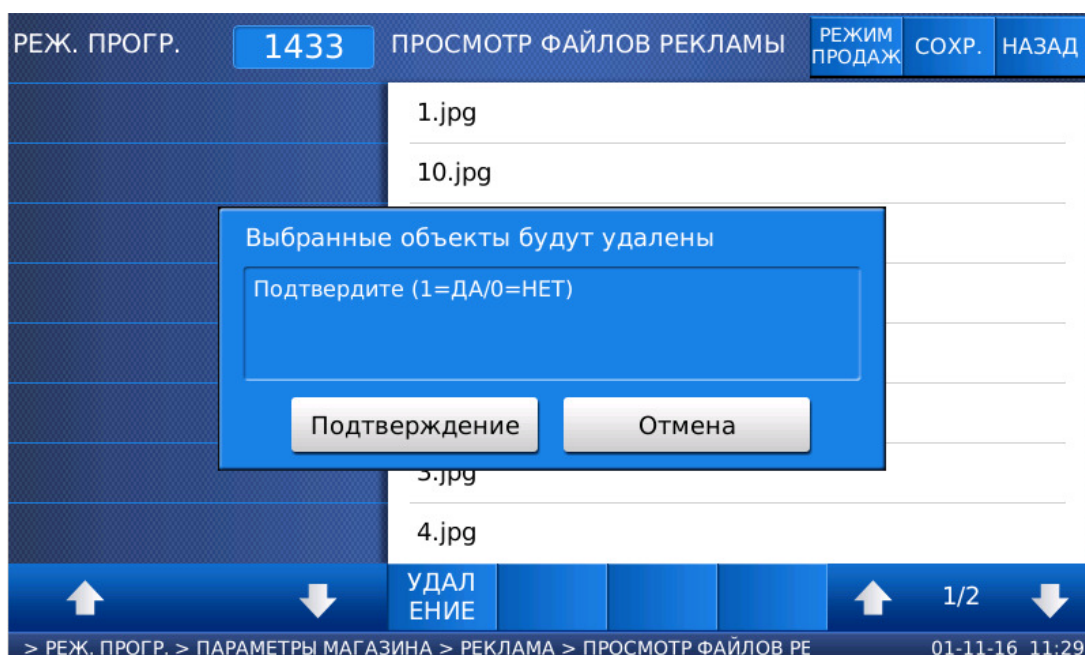 РЕЖ. ПРОГР.
1433
ПРОСМОТР ФАЙЛОВ РЕКЛАМЫ
РЕЖИМ
ПРОДАЖ
СОХР.
НАЗАД
1.jpg
10.jpg
Выбранные объекты будут удалены
Подтвердите (1=ДА/0=НЕТ)
Подтверждение
Отмена
3.jpg
4.jpg
УДАЛ
ЕНИЕ
1/2
> РЕЖ. ПРОГР. > ПАРАМЕТРЫ МАГАЗИНА > РЕКЛАМА > ПРОСМОТР ФАЙЛОВ РЕ
01-11-16 11:29